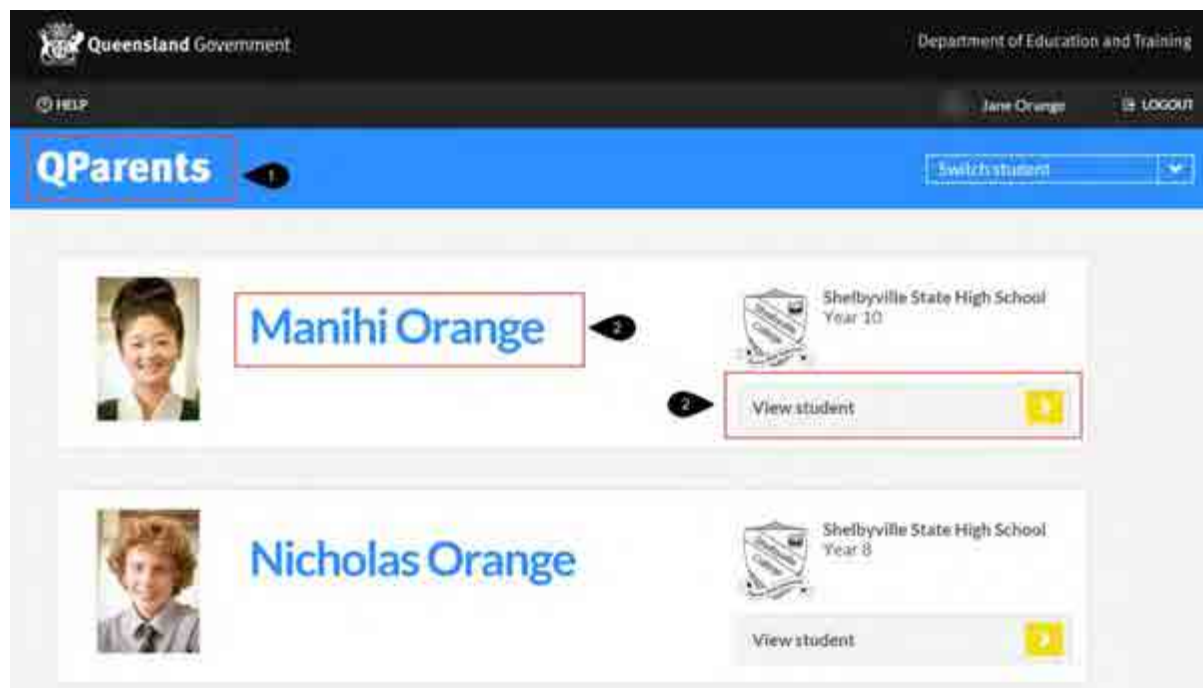 Queensland Government
Department of Education and Training
HELP
Jane Orange
LOGOUT
QParents
1
Switch student
Manihi Orange
2
Shelbyville State High School
Year 10
2
View student
Nicholas Orange
Shelbyville State High School
Year 8
View student